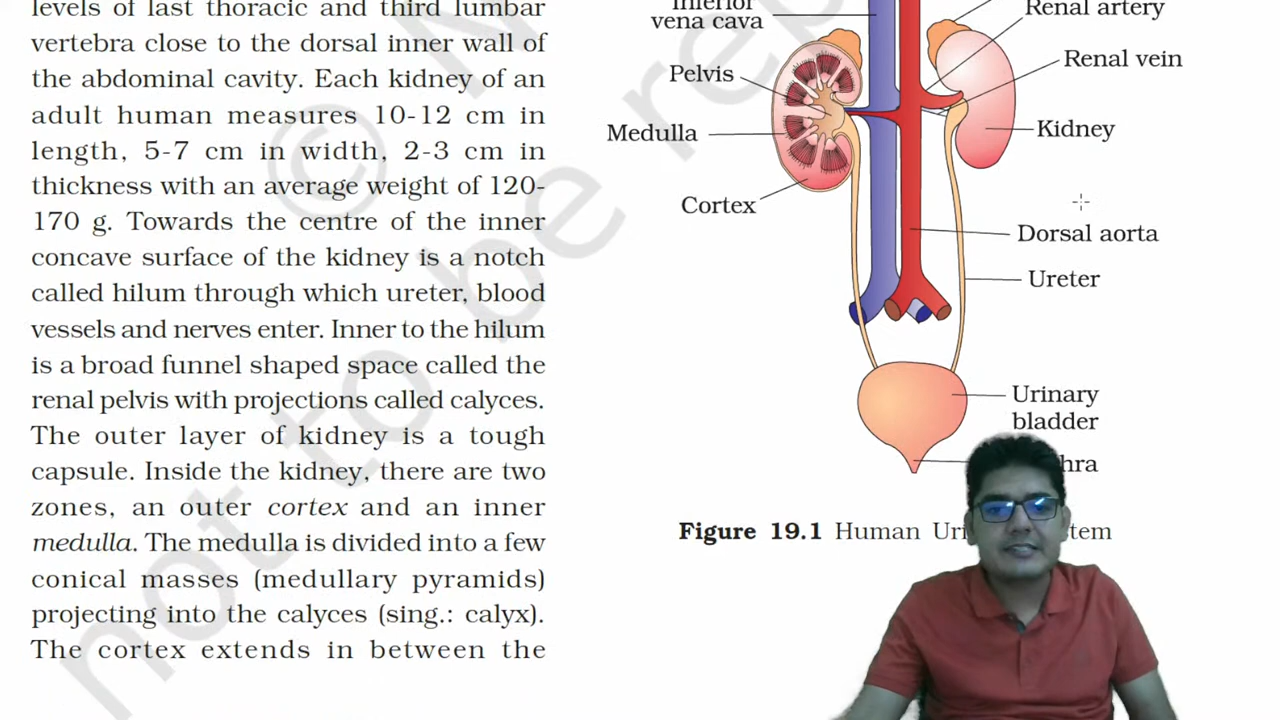 levels of last thoracic and third lumbar
vertebra close to the dorsal inner wall of
the abdominal cavity. Each kidney of an
adult human measures 10-12 cm in
length, 5-7 cm in width, 2-3 cm in
thickness with an average weight of 120-
170 g. Towards the centre of the inner
concave surface of the kidney is a notch
called hilum through which ureter, blood
vessels and nerves enter. Inner to the hilum
is a broad funnel shaped space called the
renal pelvis with projections called calyces.
The outer layer of kidney is a tough
capsule. Inside the kidney, there are two
zones, an outer cortex and an inner
medulla. The medulla is divided into a few
conical masses (medullary pyramids)
projecting into the calyces (sing.: calyx).
The cortex extends in between the
Inferior
vena cava
Pelvis
Medulla
Cortex
Renal artery
Renal vein
Kidney
Dorsal aorta
Ureter
Urinary
bladder
Figure 19.1 Human
© N
not to be rep